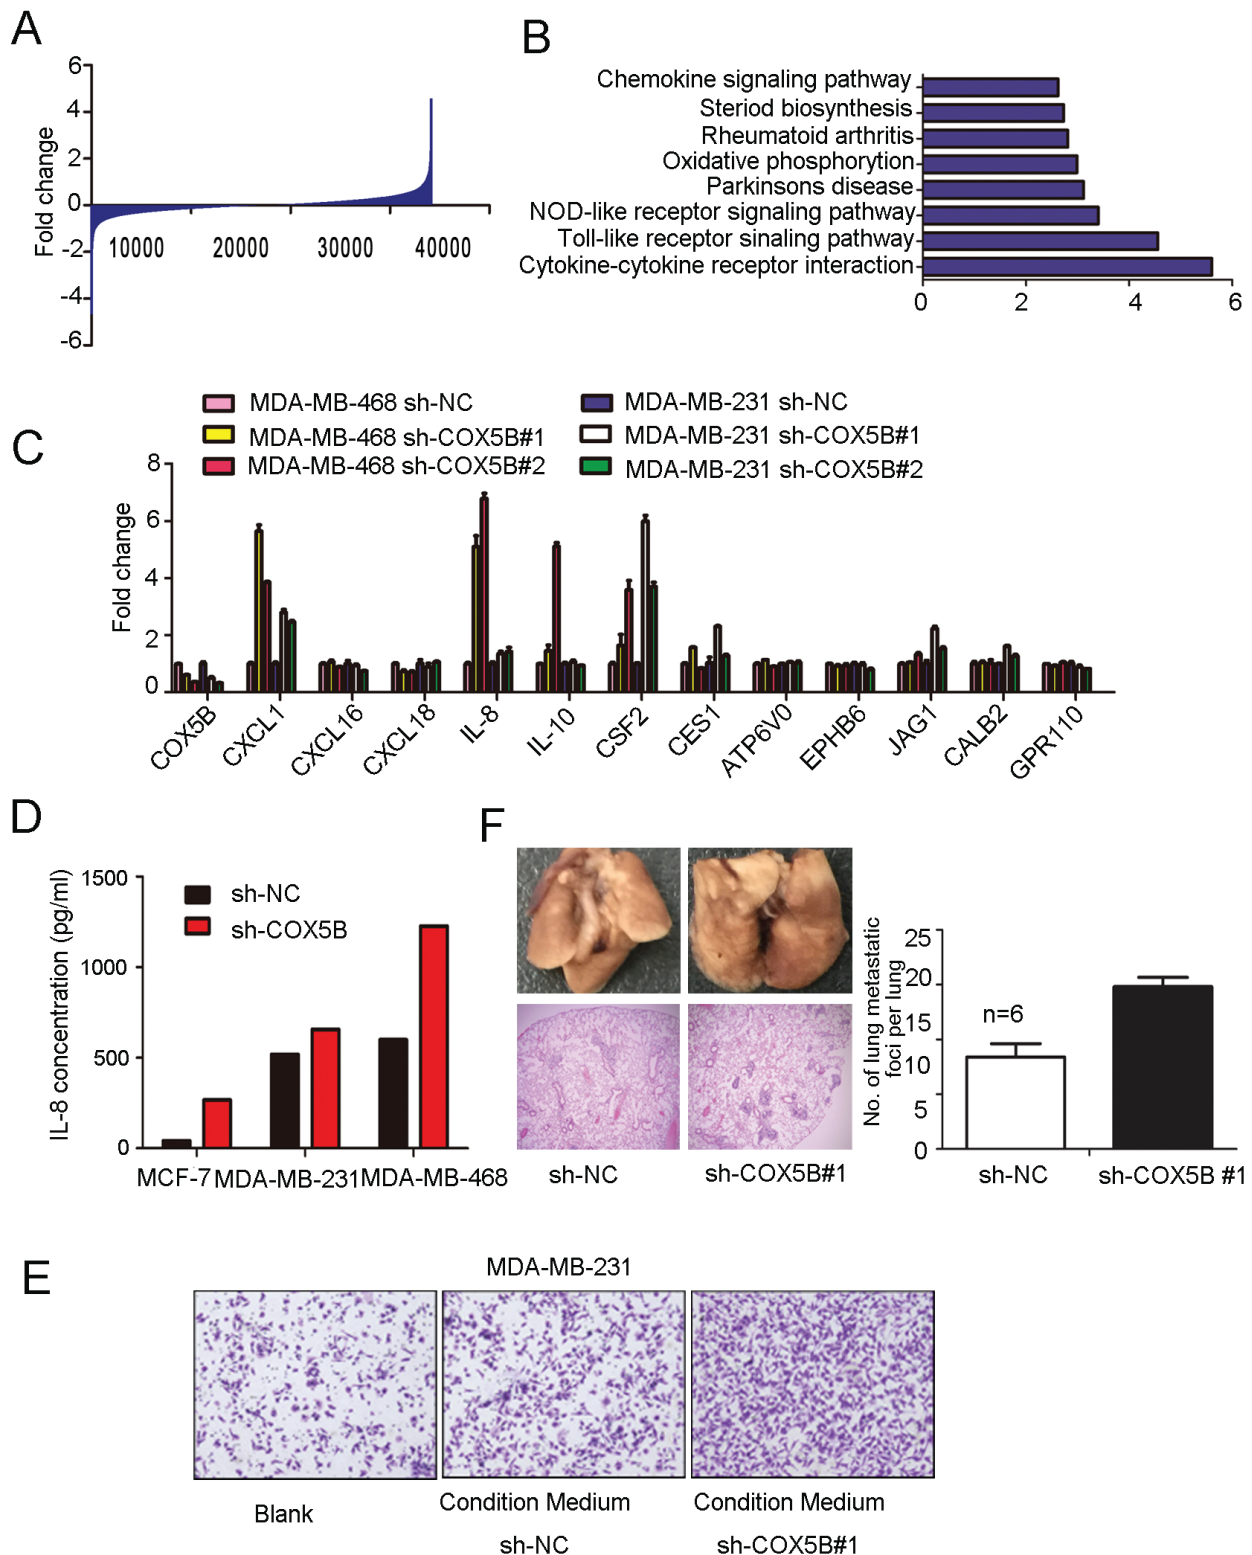 A
Fold change
6
4
2
0
-2
-4
-6
10000 20000 30000 40000
B
Chemokine signaling pathway
Steriod biosynthesis
Rheumatoid arthritis
Oxidative phosphorytion
Parkinsons disease
NOD-like receptor signaling pathway
Toll-like receptor sinaling pathway
Cytokine-cytokine receptor interaction
0 2 4 6
C
MDA-MB-468 sh-NC
MDA-MB-468 sh-COX5B#1
MDA-MB-468 sh-COX5B#2
MDA-MB-231 sh-NC
MDA-MB-231 sh-COX5B#1
MDA-MB-231 sh-COX5B#2
Fold change
8
6
4
2
0
COX5B CXCL1 CXCL16 CXCL18 IL-8 IL-10 CSF2 CES1 ATP6V0 EPHB6 JAG1 CALB2 GPR110
D
IL-8 concentration (pg/ml)
1500
1000
500
0
sh-NC
sh-COX5B
MCF-7 MDA-MB-231 MDA-MB-468
F
sh-NC sh-COX5B#1
No. of lung metastatic
foci per lung
25
20
15
10
5
0
n=6
sh-NC sh-COX5B #1
E
MDA-MB-231
Blank
Condition Medium
sh-NC
Condition Medium
sh-COX5B#1